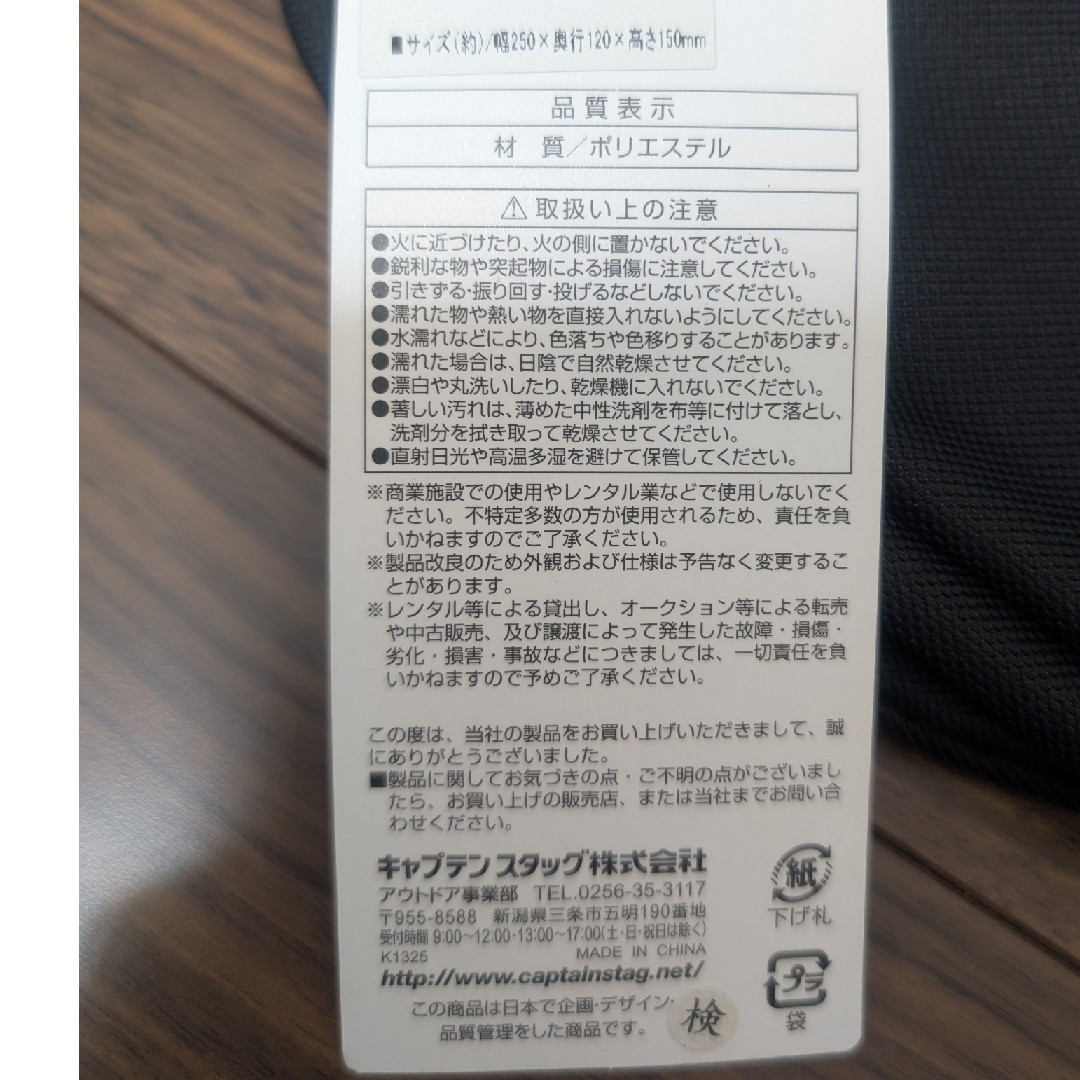 ■サイズ(約)/幅250×奥行120×高さ150mm
品質表示
材 質／ポリエステル
⚠取扱い上の注意
●火に近づけたり、火の側に置かないでください。
●鋭利な物や突起物による損傷に注意してください。
●引きずる・振り回す・投げるなどしないでください。
●濡れた物や熱い物を直接入れないようにしてください。
●水濡れなどにより、色落ちや色移りすることがあります。
●濡れた場合は、日陰で自然乾燥させてください。
●漂白や丸洗いしたり、乾燥機に入れないでください。
●著しい汚れは、薄めた中性洗剤を布等に付けて落とし、
洗剤分を拭き取って乾燥させてください。
●直射日光や高温多湿を避けて保管してください。
※商業施設での使用やレンタル業などで使用しないでく
ださい。不特定多数の方が使用されるため、責任を負
いかねますのでご了承ください。
※製品改良のため外観および仕様は予告なく変更するこ
とがあります。
※レンタル等による貸出し、オークション等による転売
や中古販売、及び譲渡によって発生した故障・損傷・
劣化・損害・事故などにつきましては、一切責任を負
いかねますので予めご了承ください。
この度は、当社の製品をお買い上げいただきまして、誠
にありがとうございました。
■製品に関してお気づきの点・ご不明の点がございまし
たら、お買い上げの販売店、または当社までお問い合
わせください。
キャプテンスタッグ株式会社
アウトドア事業部 TEL.0256-35-3117
〒955-8588 新潟県三条市五明190番地
受付時間 9:00～12:00・13:00～17:00(土・日・祝日は除く)
K1325 MADE IN CHINA
http://www.captainstag.net/
この商品は日本で企画・デザイン・
品質管理をした商品です。
検
紙
下げ札
プラ
袋